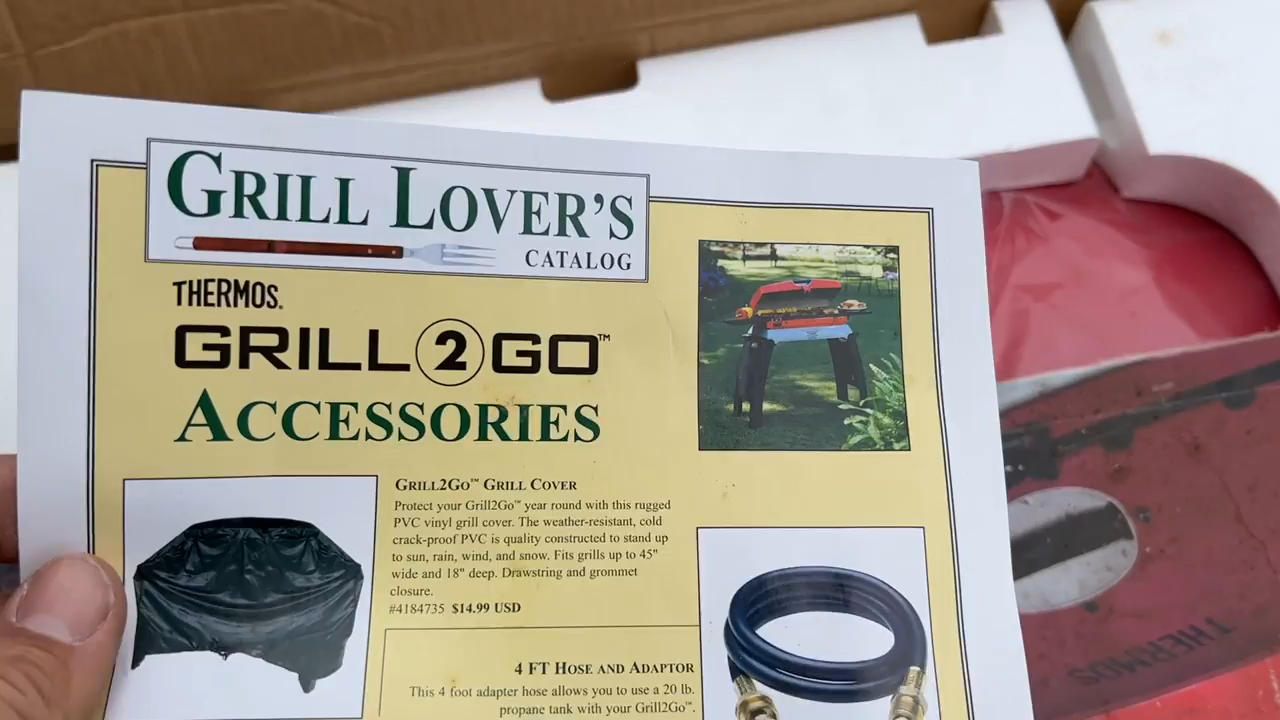 GRILL LOVER'S
CATALOG
THERMOS.
GRILL2GO™
ACCESSORIES
GRILL2GO™ GRILL COVER
Protect your Grill2Go™ year round with this rugged
PVC vinyl grill cover. The weather-resistant, cold
crack-proof PVC is quality constructed to stand up
to sun, rain, wind, and snow. Fits grills up to 45"
wide and 18" deep. Drawstring and grommet
closure.
#4184735 $14.99 USD
4 FT HOSE AND ADAPTOR
This 4 foot adapter hose allows you to use a 20 lb.
propane tank with your Grill2Go™.
THERMOS